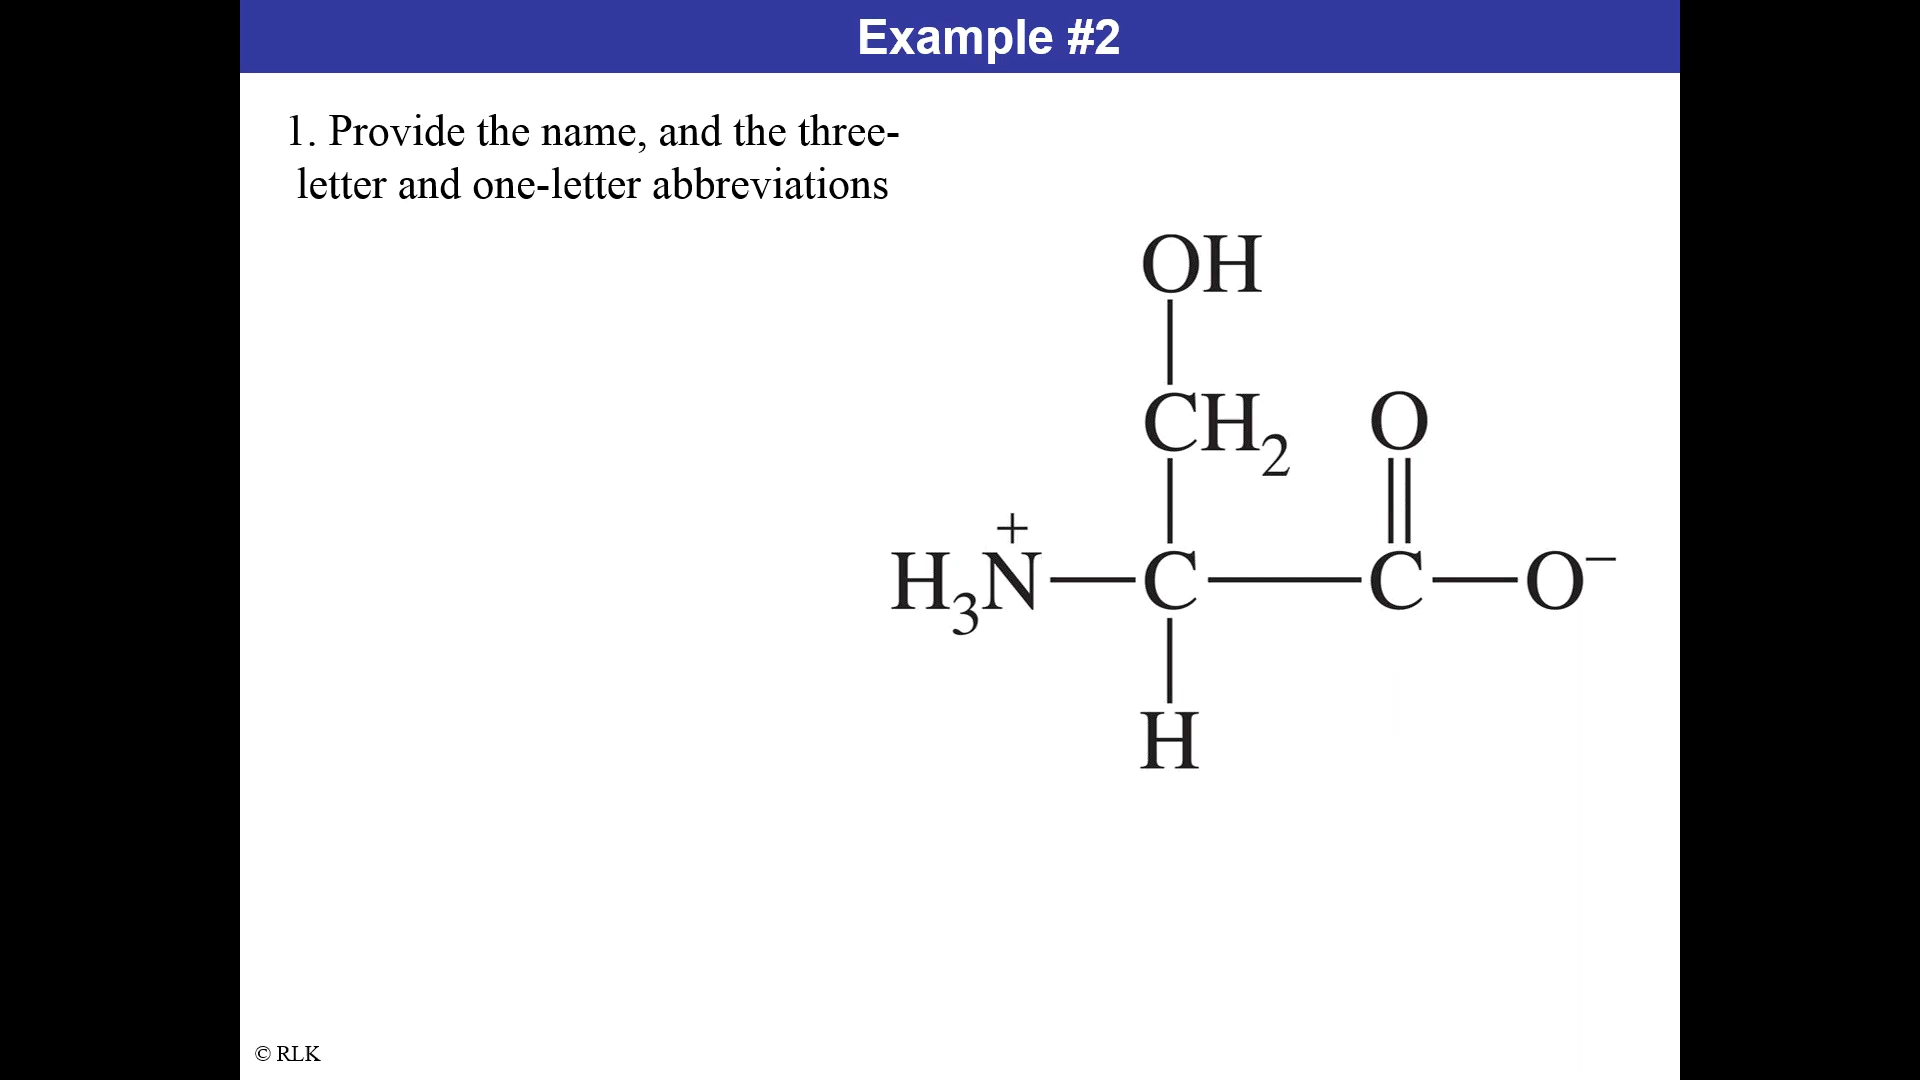 Example #2
1. Provide the name, and the three-
letter and one-letter abbreviations
OH
CH₂ O
+
H₃N C C O⁻
H
© RLK